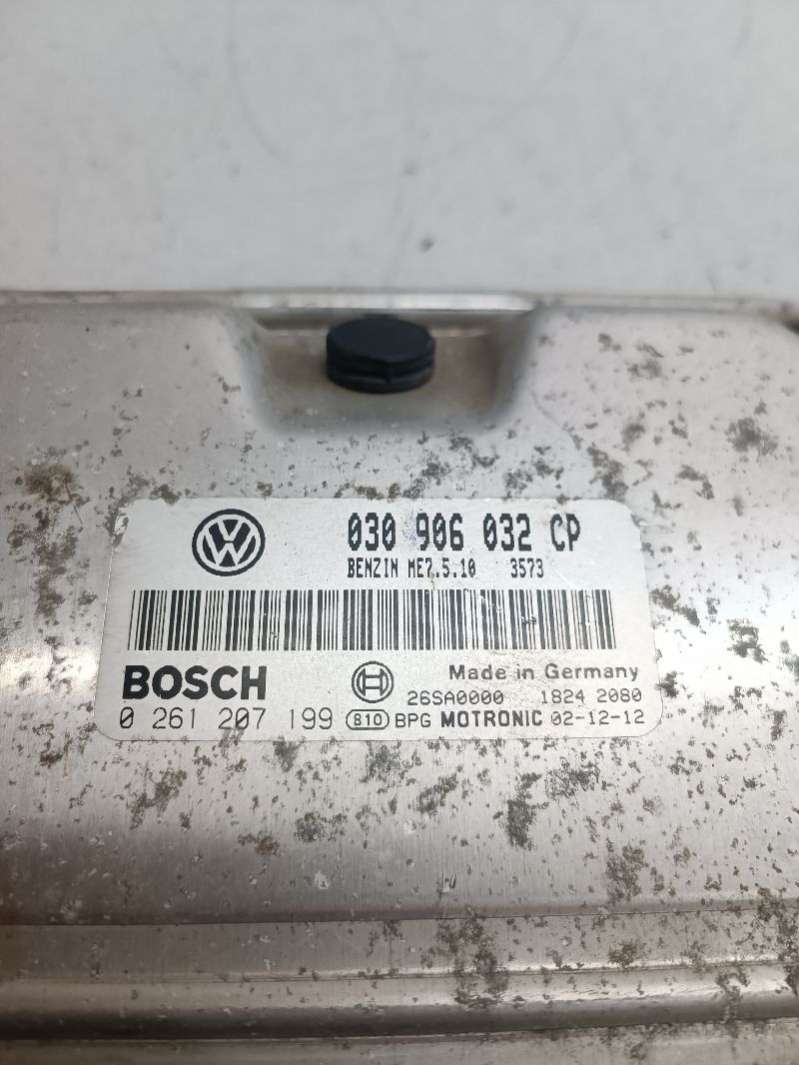 030 906 032 CP
BENZIN ME7.5.10 3573
BOSCH
Made in Germany
26SA0000 1824 2080
0 261 207 199 810 BPG MOTRONIC 02-12-12